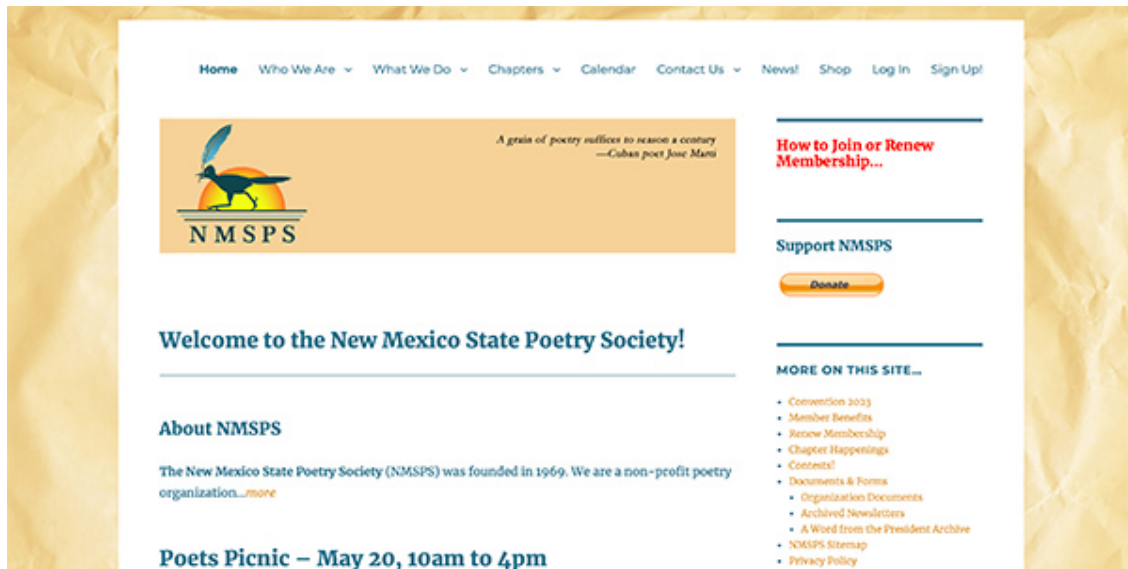 Home Who We Are What We Do Chapters Calendar Contact Us News! Shop Log In Sign Up!
A grain of poetry suffices to season a century
—Cuban poet Jose Marti
NMSPS
Welcome to the New Mexico State Poetry Society!
About NMSPS
The New Mexico State Poetry Society (NMSPS) was founded in 1969. We are a non-profit poetry
organization...more
Poets Picnic – May 20, 10am to 4pm
How to Join or Renew
Membership...
Support NMSPS
Donate
MORE ON THIS SITE...
Convention 2023
Member Benefits
Renew Membership
Chapter Happenings
Contests!
Documents & Forms
Organization Documents
Archived Newsletters
A Word from the President Archive
NMSPS Sitemap
Privacy Policy